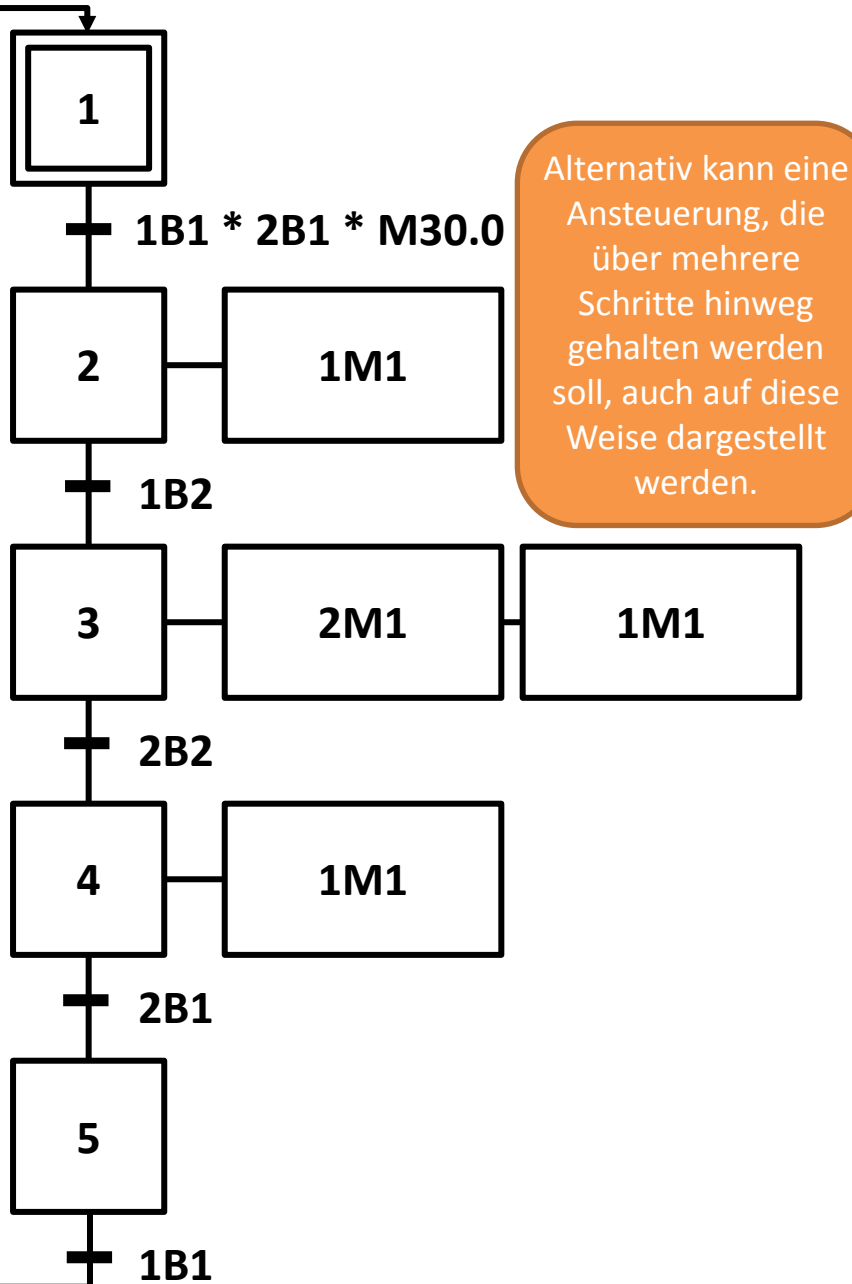 1
1B1 * 2B1 * M30.0
Alternativ kann eine
Ansteuerung, die
über mehrere
Schritte hinweg
gehalten werden
soll, auch auf diese
Weise dargestellt
werden.
2
1M1
1B2
3
2M1
1M1
2B2
4
1M1
2B1
5
1B1